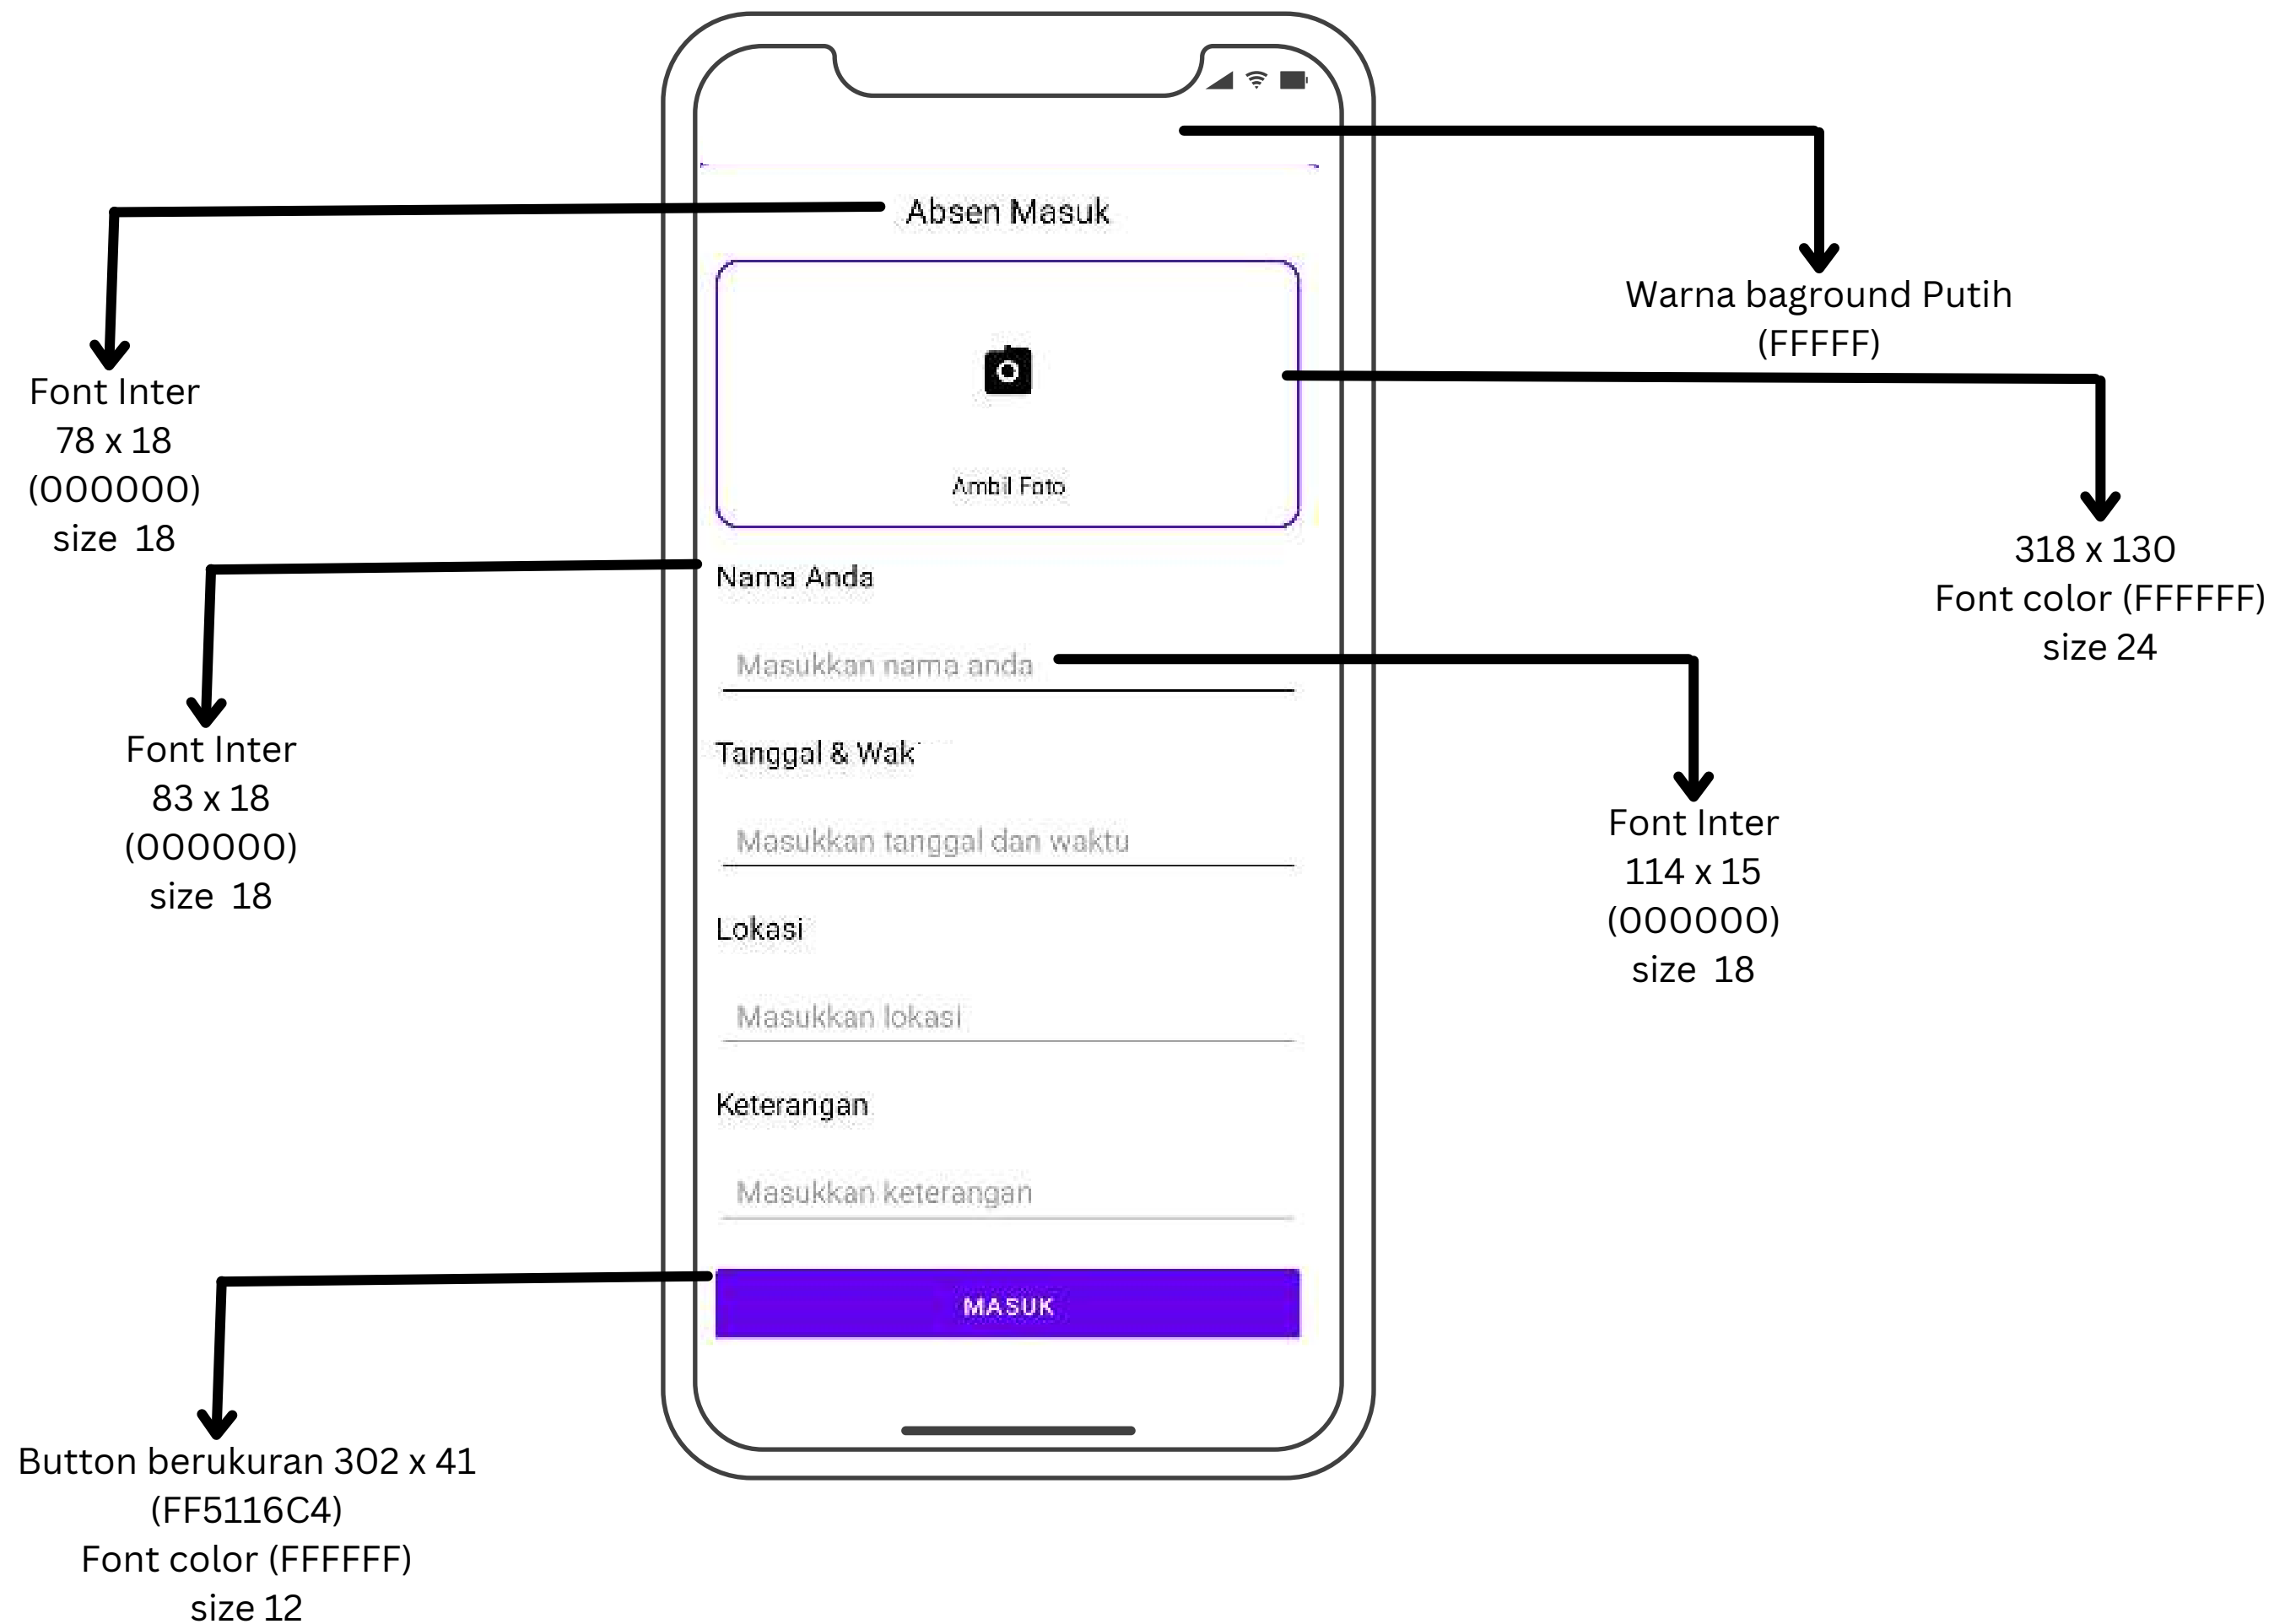 Absen Masuk
Ambil Foto
Nama Anda
Masukkan nama anda
Tanggal & Wak
Masukkan tanggal dan waktu
Lokasi
Masukkan lokasi
Keterangan
Masukkan keterangan
MASUK
Font Inter
78 x 18
(000000)
size 18
Font Inter
83 x 18
(000000)
size 18
Button berukuran 302 x 41
(FF5116C4)
Font color (FFFFFF)
size 12
Warna baground Putih
(FFFFF)
318 x 130
Font color (FFFFFF)
size 24
Font Inter
114 x 15
(000000)
size 18